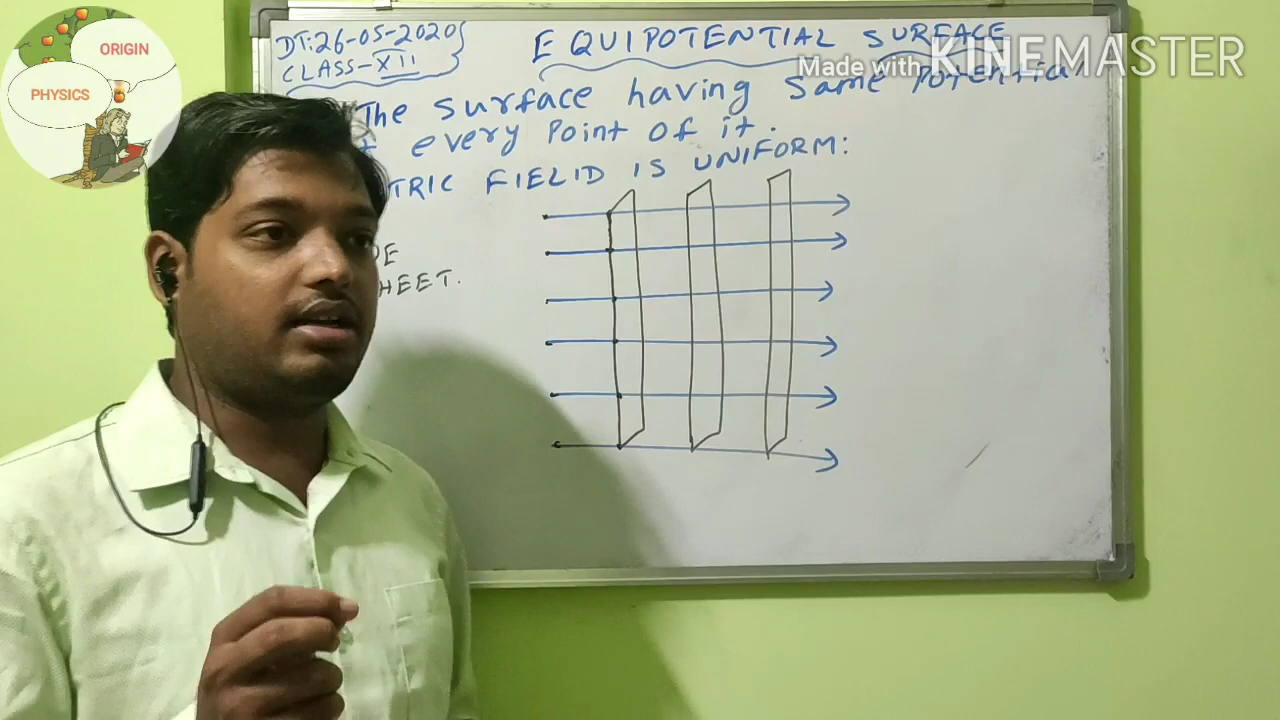 ORIGIN
PHYSICS
DT:26-05-2020
CLASS-XII
EQUIPOTENTIAL SURFACE
Made with KINEMASTER
The surface having same potential
every point of it.
TRIC FIELID IS UNIFORM:
HEET.